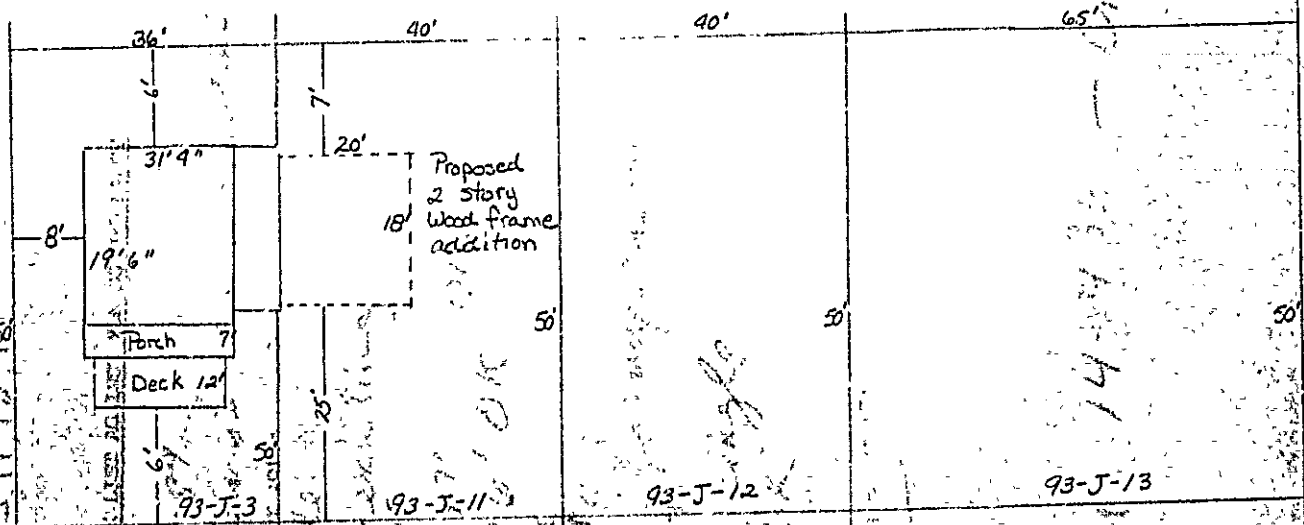 36'
40'
40'
65'
6'
7'
31' 4"
20'
Proposed
2 story
Wood frame
addition
18'
8'
19' 6"
50'
50'
50'
Porch 7'
Deck 12'
25'
6'
50'
93-J-3
93-J-11
93-J-12
93-J-13